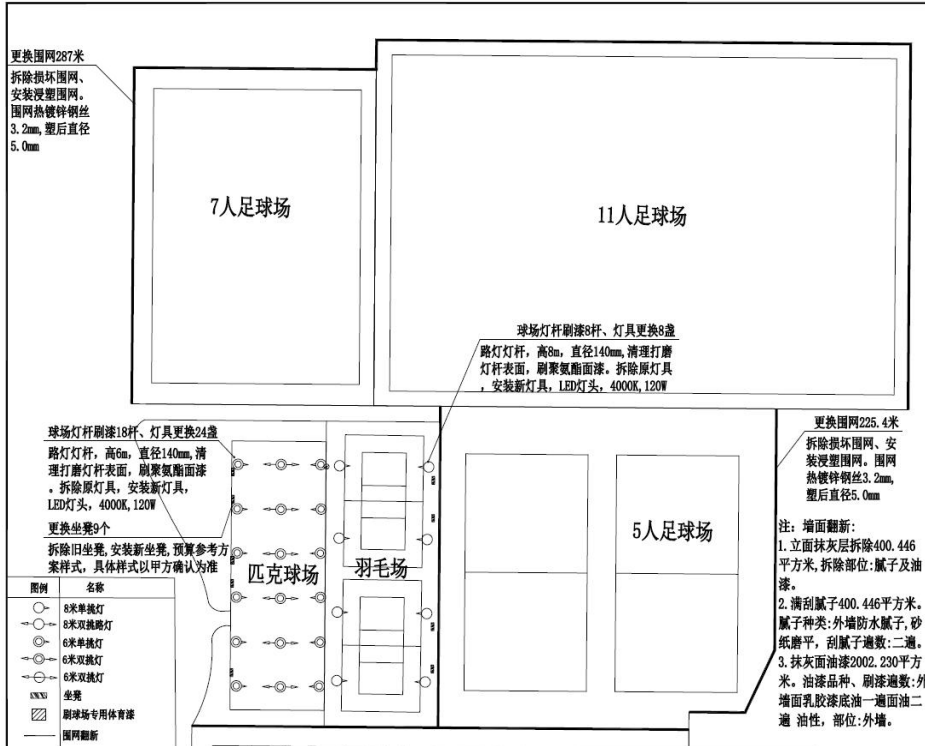 更换围网287米
拆除损坏围网、
安装浸塑围网。
围网热镀锌钢丝
3.2mm,塑后直径
5.0mm
7人足球场
11人足球场
球场灯杆刷漆8杆、灯具更换8盏
路灯灯杆，高8m，直径140mm,清理打磨
灯杆表面，刷聚氨酯面漆。拆除原灯具
，安装新灯具，LED灯头，4000K,120W
球场灯杆刷漆18杆、灯具更换24盏
路灯灯杆，高6m，直径140mm,清
理打磨灯杆表面，刷聚氨酯面漆
。拆除原灯具，安装新灯具，
LED灯头，4000K,120W
更换坐凳9个
拆除旧坐凳,安装新坐凳,预算参考方
案样式，具体样式以甲方确认为准
匹克球场
羽毛场
5人足球场
更换围网225.4米
拆除损坏围网、安
装浸塑围网。围网
热镀锌钢丝3.2mm,
塑后直径5.0mm
注：墙面翻新：
1.立面抹灰层拆除400.446
平方米,拆除部位:腻子及油
漆。
2.满刮腻子400.446平方米。
腻子种类:外墙防水腻子,砂
纸磨平，刮腻子遍数:二遍。
3.抹灰面油漆2002.230平方
米。油漆品种、刷漆遍数:外
墙面乳胶漆底油一遍面油二
遍 油性，部位:外墙。
图例 名称
8米单挑灯
8米双挑路灯
6米单挑灯
6米双挑灯
6米双挑灯
坐凳
刷球场专用体育漆
围网翻新